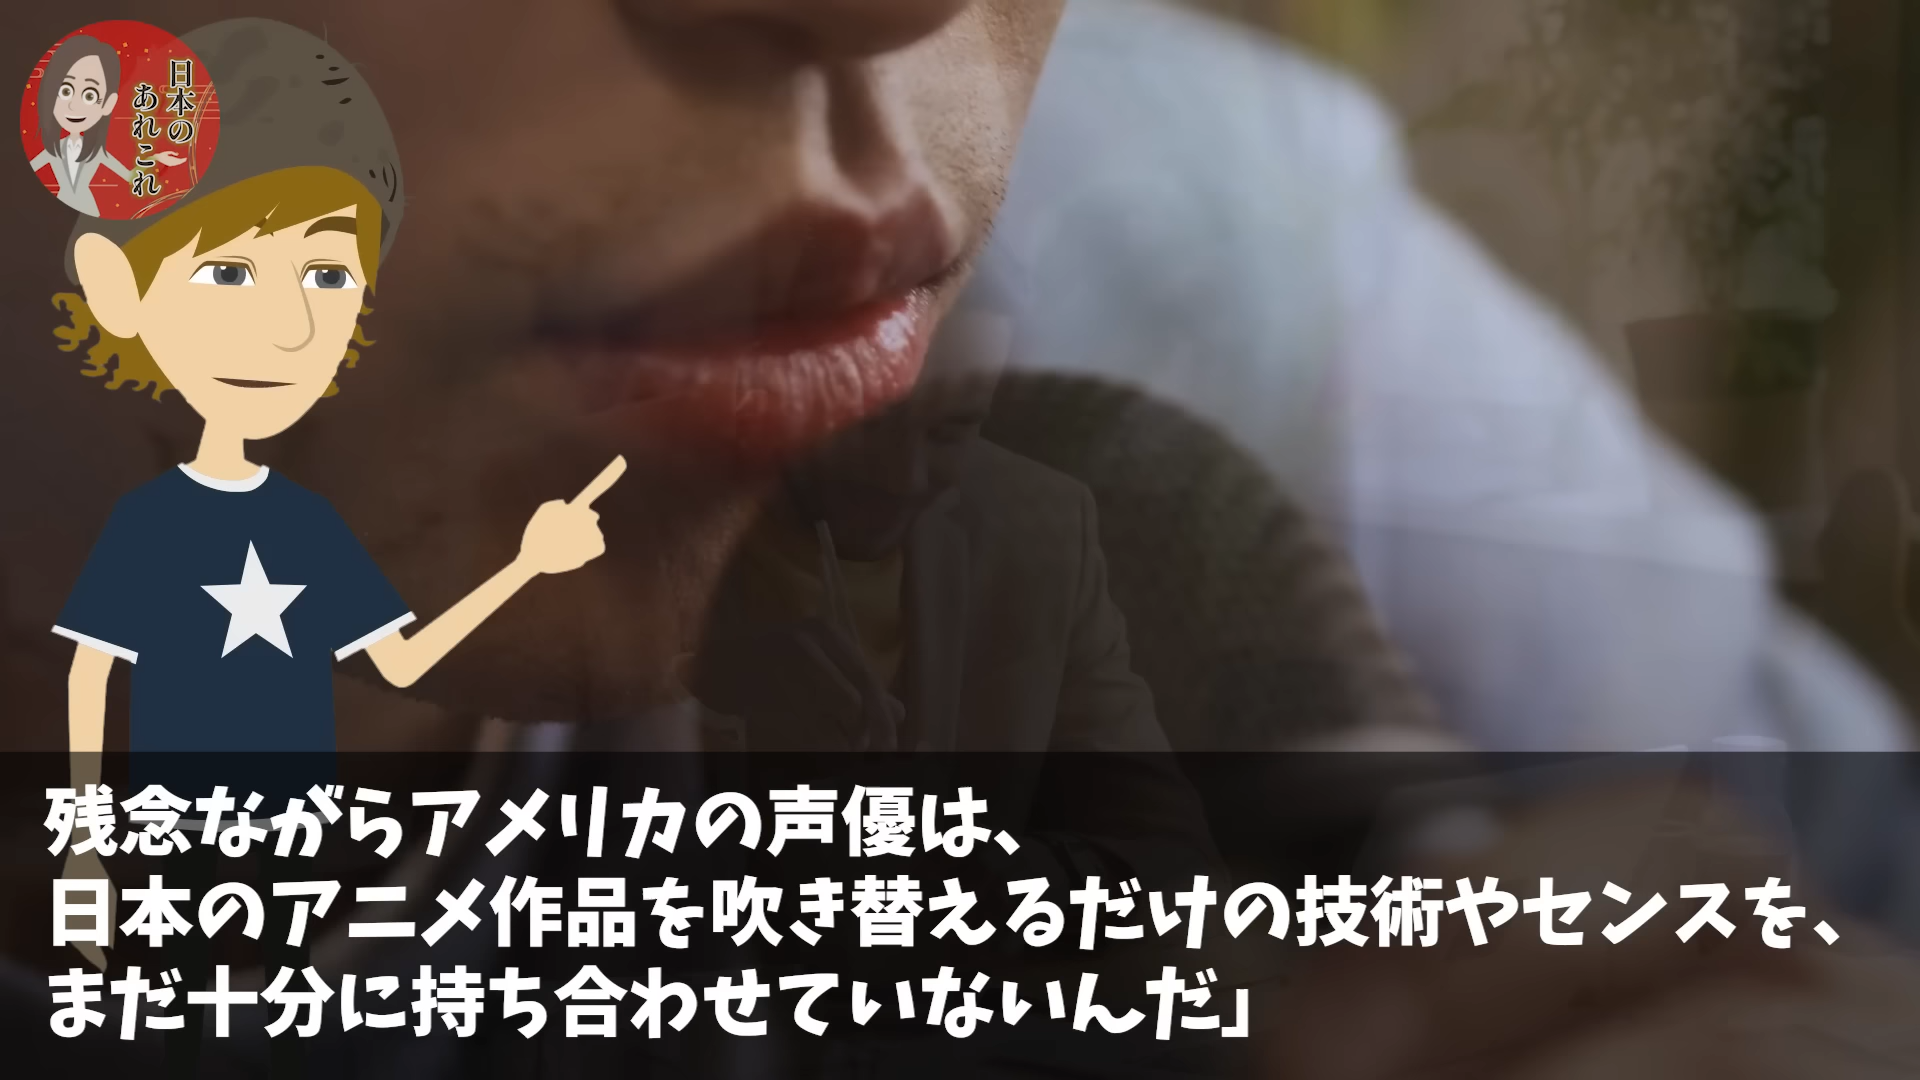 日本の
あれこれ
残念ながらアメリカの声優は、
日本のアニメ作品を吹き替えるだけの技術やセンスを、
まだ十分に持ち合わせていないんだ」